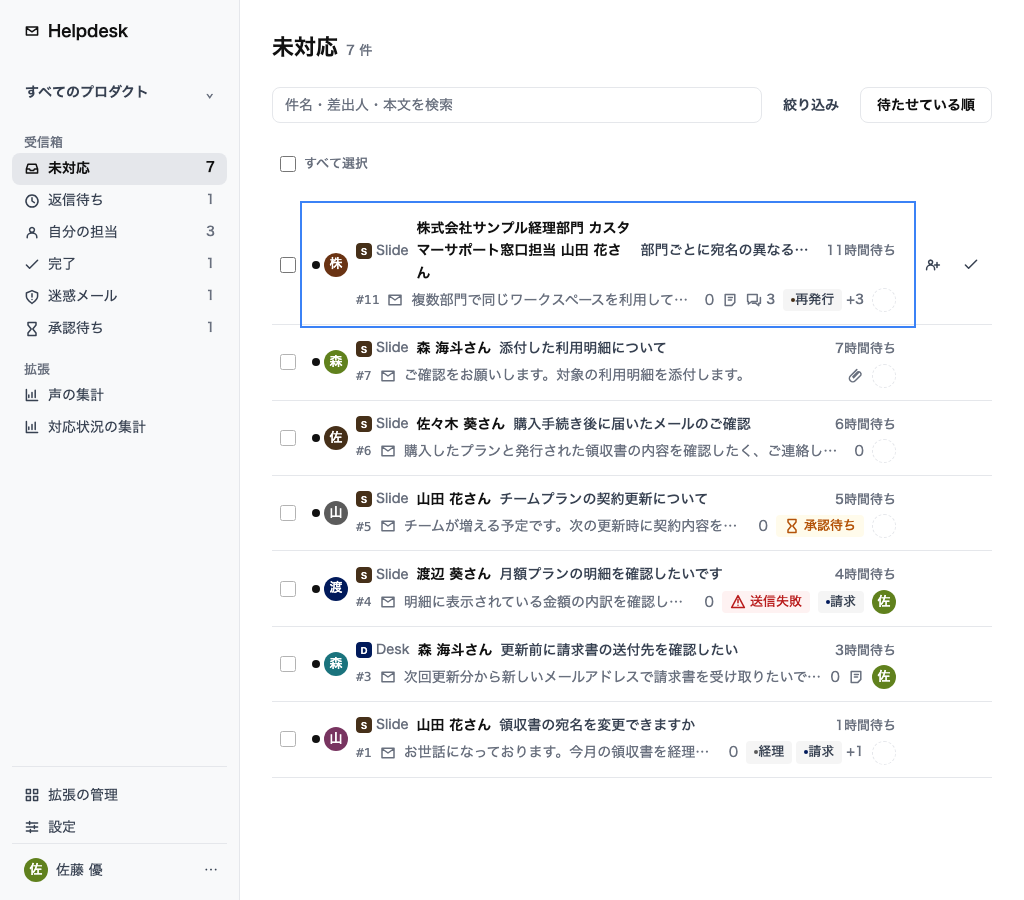 Helpdesk
すべてのプロダクト
受信箱
未対応 7
返信待ち 1
自分の担当 3
完了 1
迷惑メール 1
承認待ち 1
拡張
声の集計
対応状況の集計
拡張の管理
設定
佐 佐藤 優 …
未対応 7 件
件名・差出人・本文を検索 絞り込み 待たせている順
すべて選択
株 S Slide 株式会社サンプル経理部門 カスタ
マーサポート窓口担当 山田 花さ
ん
部門ごとに宛名の異なる… 11時間待ち
#11 複数部門で同じワークスペースを利用して… 0 3 •再発行 +3
森 S Slide 森 海斗さん 添付した利用明細について 7時間待ち
#7 ご確認をお願いします。対象の利用明細を添付します。
佐 S Slide 佐々木 葵さん 購入手続き後に届いたメールのご確認 6時間待ち
#6 購入したプランと発行された領収書の内容を確認したく、ご連絡し… 0
山 S Slide 山田 花さん チームプランの契約更新について 5時間待ち
#5 チームが増える予定です。次の更新時に契約内容を… 0 承認待ち
渡 S Slide 渡辺 葵さん 月額プランの明細を確認したいです 4時間待ち
#4 明細に表示されている金額の内訳を確認し… 0 送信失敗 •請求 佐
森 D Desk 森 海斗さん 更新前に請求書の送付先を確認したい 3時間待ち
#3 次回更新分から新しいメールアドレスで請求書を受け取りたいで… 0 佐
山 S Slide 山田 花さん 領収書の宛名を変更できますか 1時間待ち
#1 お世話になっております。今月の領収書を経理… 0 •経理 •請求 +1